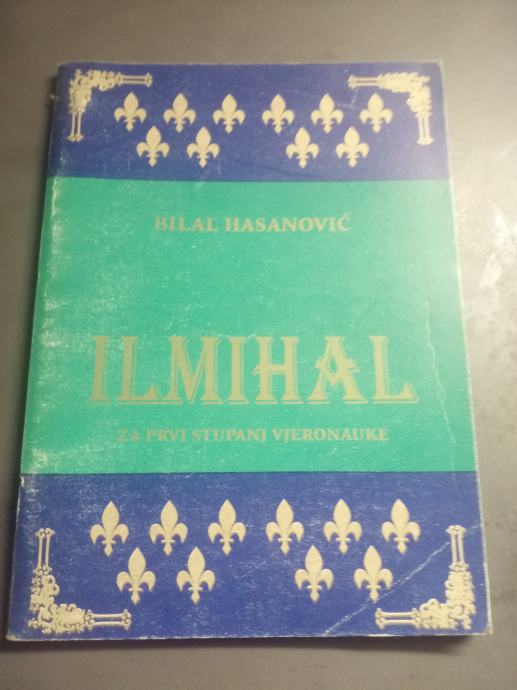 BILAL HASANOVIĆ
ILMIHAL
ZA PRVI STUPANJ VJERONAUKE